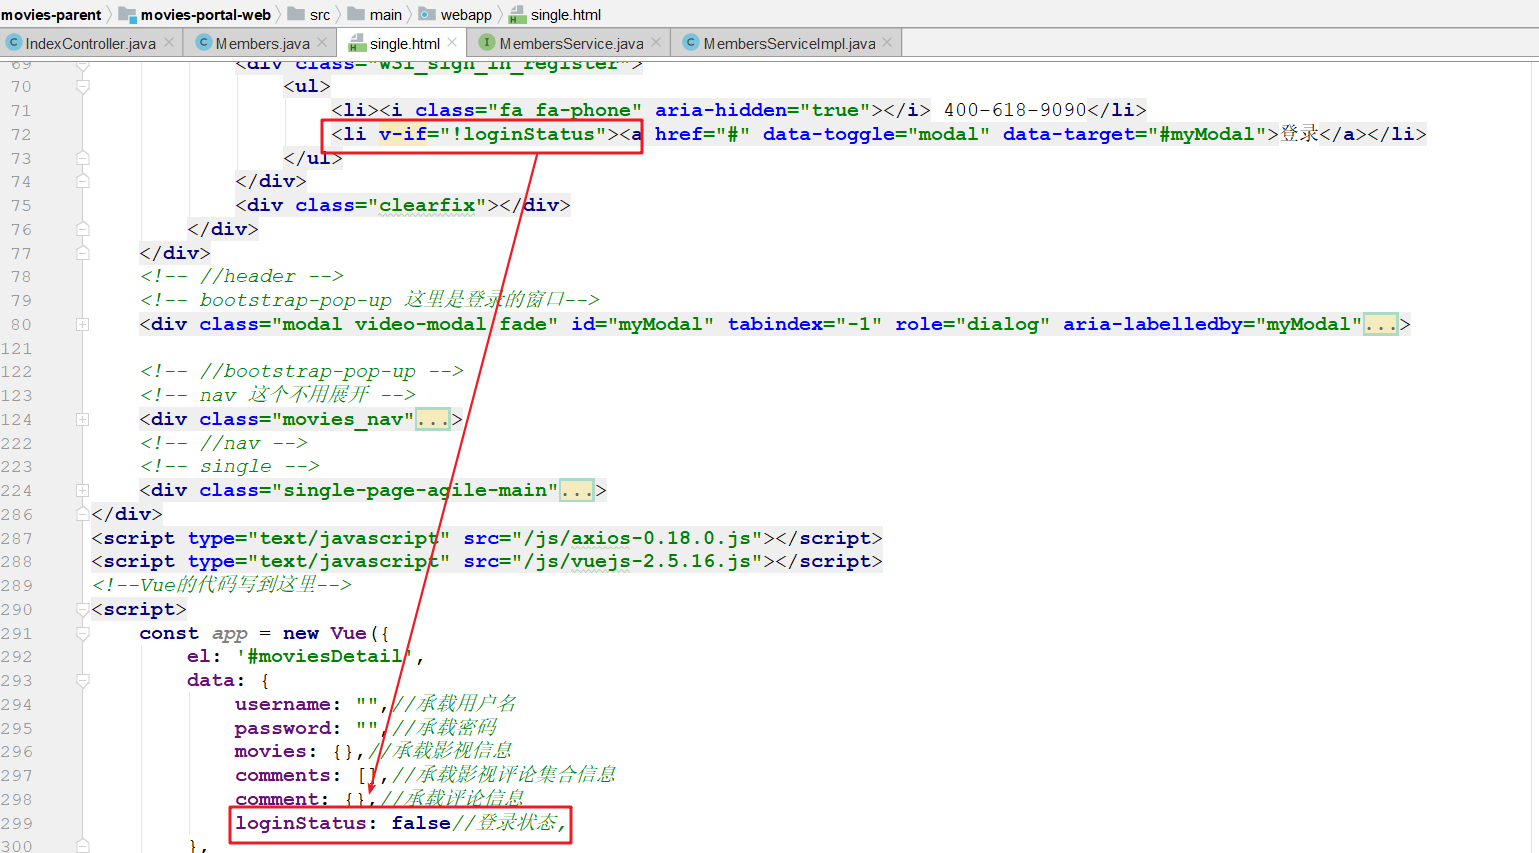 movies-parent movies-portal-web src main webapp single.html
IndexController.java Members.java single.html MembersService.java MembersServiceImpl.java
69 <div class="w3l_sign_in_register">
70 <ul>
71 <li><i class="fa fa-phone" aria-hidden="true"></i> 400-618-9090</li>
72 <li v-if="!loginStatus"><a href="#" data-toggle="modal" data-target="#myModal">登录</a></li>
73 </ul>
74 </div>
75 <div class="clearfix"></div>
76 </div>
77 </div>
78 <!-- //header -->
79 <!-- bootstrap-pop-up 这里是登录的窗口-->
80 <div class="modal video-modal fade" id="myModal" tabindex="-1" role="dialog" aria-labelledby="myModal"...>
121
122 <!-- //bootstrap-pop-up -->
123 <!-- nav 这个不用展开 -->
124 <div class="movies_nav"...>
222 <!-- //nav -->
223 <!-- single -->
224 <div class="single-page-agile-main"...>
286 </div>
287 <script type="text/javascript" src="/js/axios-0.18.0.js"></script>
288 <script type="text/javascript" src="/js/vuejs-2.5.16.js"></script>
289 <!--Vue的代码写到这里-->
290 <script>
291 const app = new Vue({
292 el: '#moviesDetail',
293 data: {
294 username: "",//承载用户名
295 password: "",//承载密码
296 movies: {},//承载影视信息
297 comments: [],//承载影视评论集合信息
298 comment: {},//承载评论信息
299 loginStatus: false//登录状态,
300 },